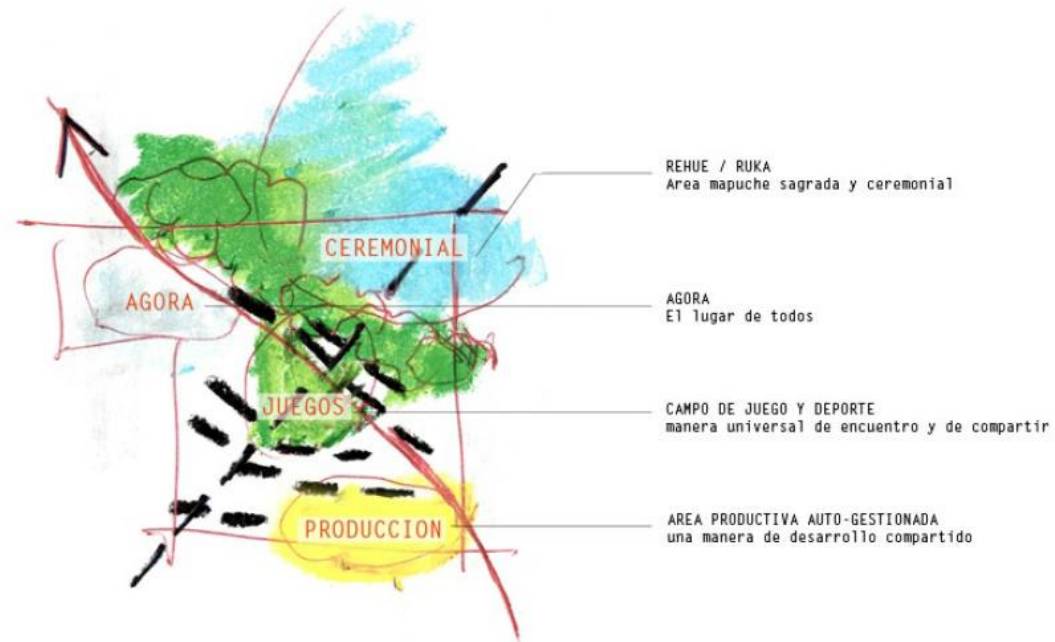 REHUE / RUKA
Area mapuche sagrada y ceremonial
CEREMONIAL
AGORA
AGORA
El lugar de todos
JUEGOS
CAMPO DE JUEGO Y DEPORTE
manera universal de encuentro y de compartir
PRODUCCION
AREA PRODUCTIVA AUTO-GESTIONADA
una manera de desarrollo compartido